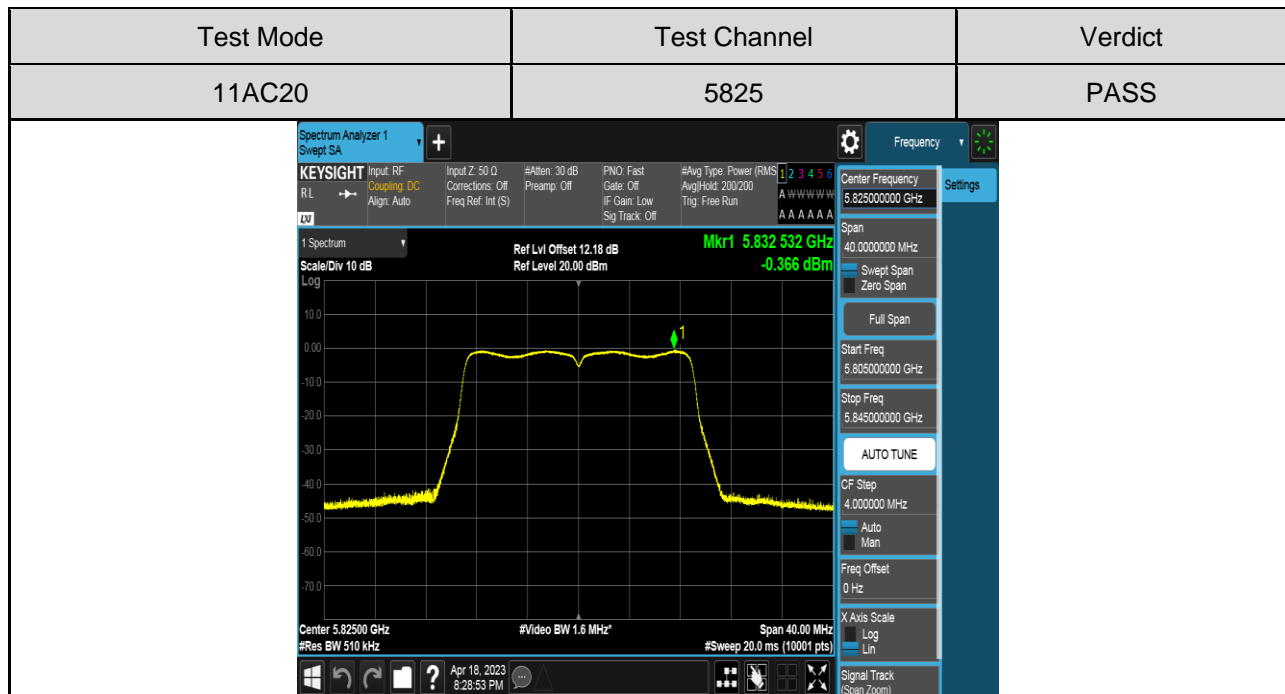 Test Mode Test Channel Verdict
11AC20 5825 PASS
Spectrum Analyzer 1
Swept SA
+
Frequency
KEYSIGHT
RL
LXI
Input: RF
Coupling: DC
Align: Auto
Input Z: 50 Ω
Corrections: Off
Freq Ref: Int (S)
#Atten: 30 dB
Preamp: Off
PNO: Fast
Gate: Off
IF Gain: Low
Sig Track: Off
#Avg Type: Power (RMS
Avg|Hold: 200/200
Trig: Free Run
1 2 3 4 5 6
A W W W W W
A A A A A A
1 Spectrum
Scale/Div 10 dB
Log
Ref Lvl Offset 12.18 dB
Ref Level 20.00 dBm
Mkr1 5.832 532 GHz
-0.366 dBm
1
10.0
0.00
-10.0
-20.0
-30.0
-40.0
-50.0
-60.0
-70.0
Center 5.82500 GHz
#Res BW 510 kHz
#Video BW 1.6 MHz*
Span 40.00 MHz
#Sweep 20.0 ms (10001 pts)
?
Apr 18, 2023
8:28:53 PM
Center Frequency
5.825000000 GHz
Settings
Span
40.0000000 MHz
Swept Span
Zero Span
Full Span
Start Freq
5.805000000 GHz
Stop Freq
5.845000000 GHz
AUTO TUNE
CF Step
4.000000 MHz
Auto
Man
Freq Offset
0 Hz
X Axis Scale
Log
Lin
Signal Track
(Span Zoom)